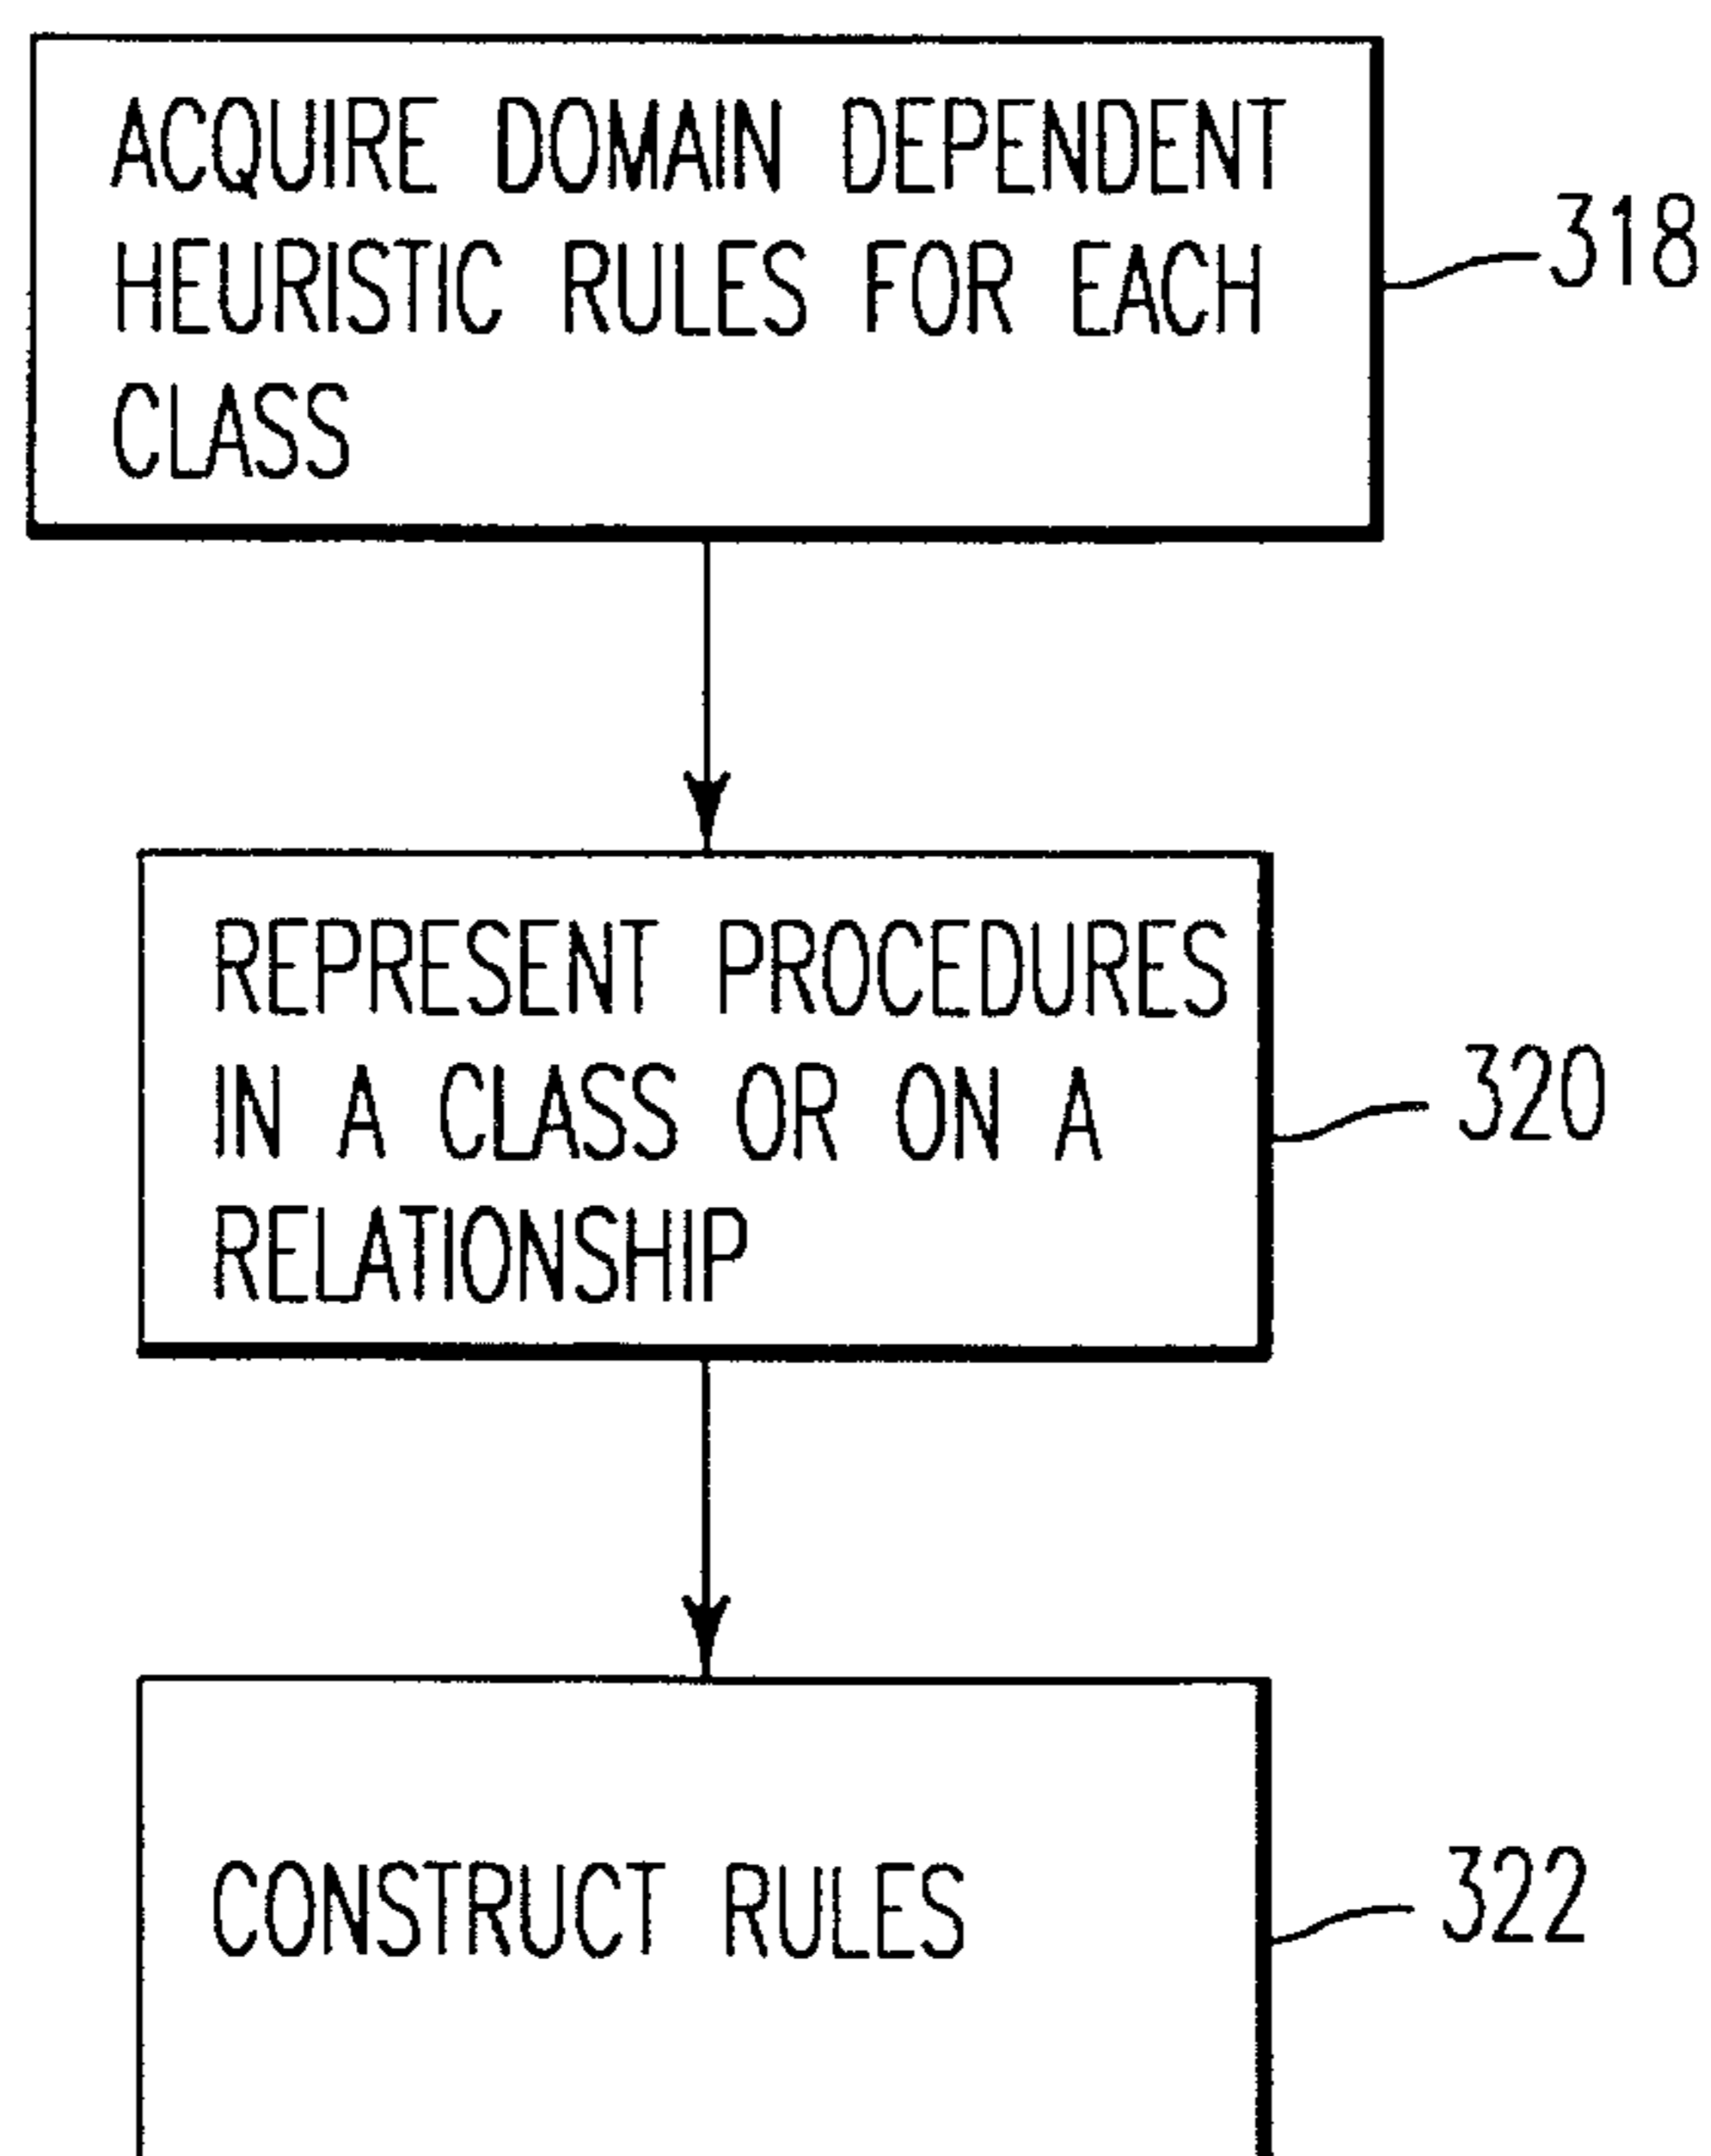 ACQUIRE DOMAIN DEPENDENT
HEURISTIC RULES FOR EACH
CLASS
318
REPRESENT PROCEDURES
IN A CLASS OR ON A
RELATIONSHIP
320
CONSTRUCT RULES
322